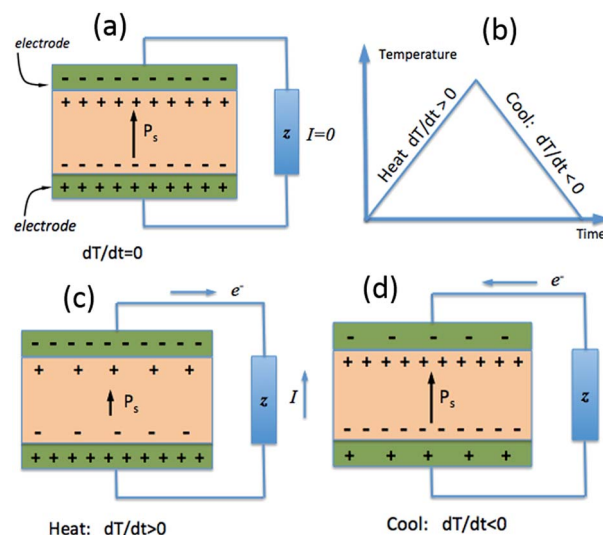 (a)
electrode
- - - - - - - - - -
+ + + + + + + + + +
Ps
- - - - - - - - -
+ + + + + + + + + +
electrode
z
I=0
dT/dt=0
(b)
Temperature
Heat dT/dt > 0
Cool: dT/dt < 0
Time
(c)
e-
- - - - - - - - -
+ + + + +
Ps
- - - - -
+ + + + + + + + + +
z
I
Heat: dT/dt>0
(d)
e-
- - - - -
+ + + + + + + + + +
Ps
- - - - - - - - - -
+ + + + +
z
Cool: dT/dt<0